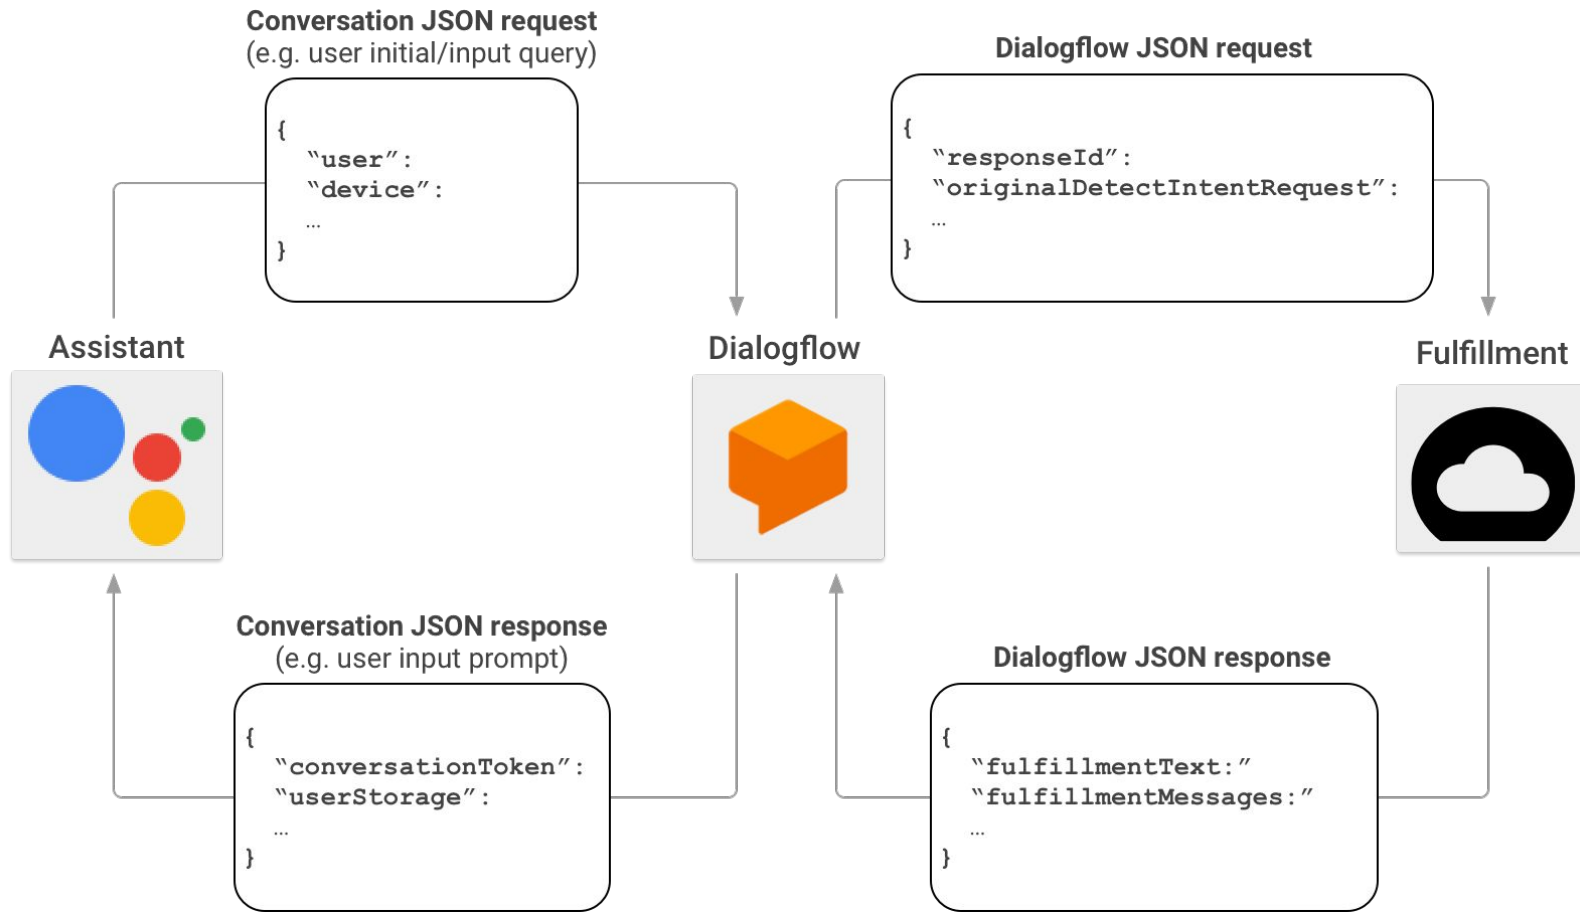 Conversation JSON request
(e.g. user initial/input query)
{
“user”:
“device”:
…
}
Dialogflow JSON request
{
“responseId”:
“originalDetectIntentRequest”:
…
}
Assistant
Dialogflow
Fulfillment
Conversation JSON response
(e.g. user input prompt)
{
“conversationToken”:
“userStorage”:
…
}
Dialogflow JSON response
{
“fulfillmentText:”
“fulfillmentMessages:”
…
}